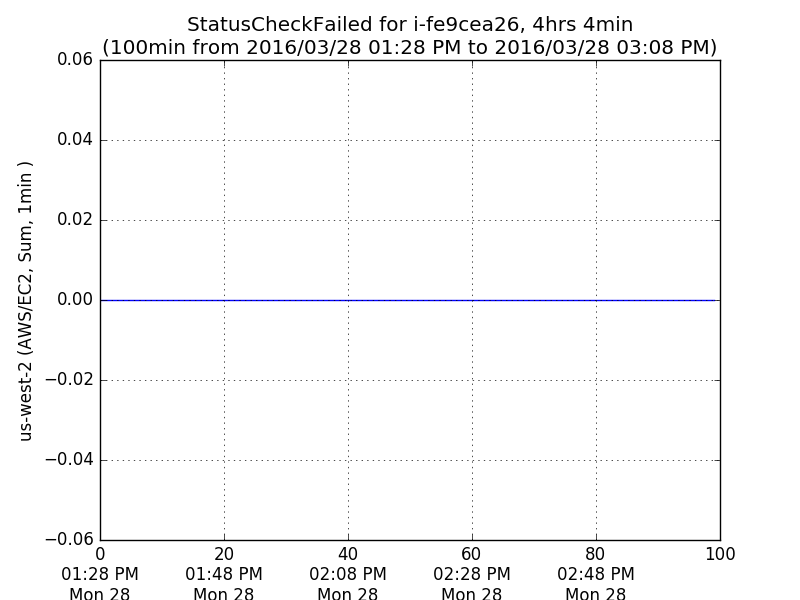 StatusCheckFailed for i-fe9cea26, 4hrs 4min
(100min from 2016/03/28 01:28 PM to 2016/03/28 03:08 PM)
us-west-2 (AWS/EC2, Sum, 1min )
0.06
0.04
0.02
0.00
−0.02
−0.04
−0.06
0 20 40 60 80 100
01:28 PM 01:48 PM 02:08 PM 02:28 PM 02:48 PM
Mon 28 Mon 28 Mon 28 Mon 28 Mon 28